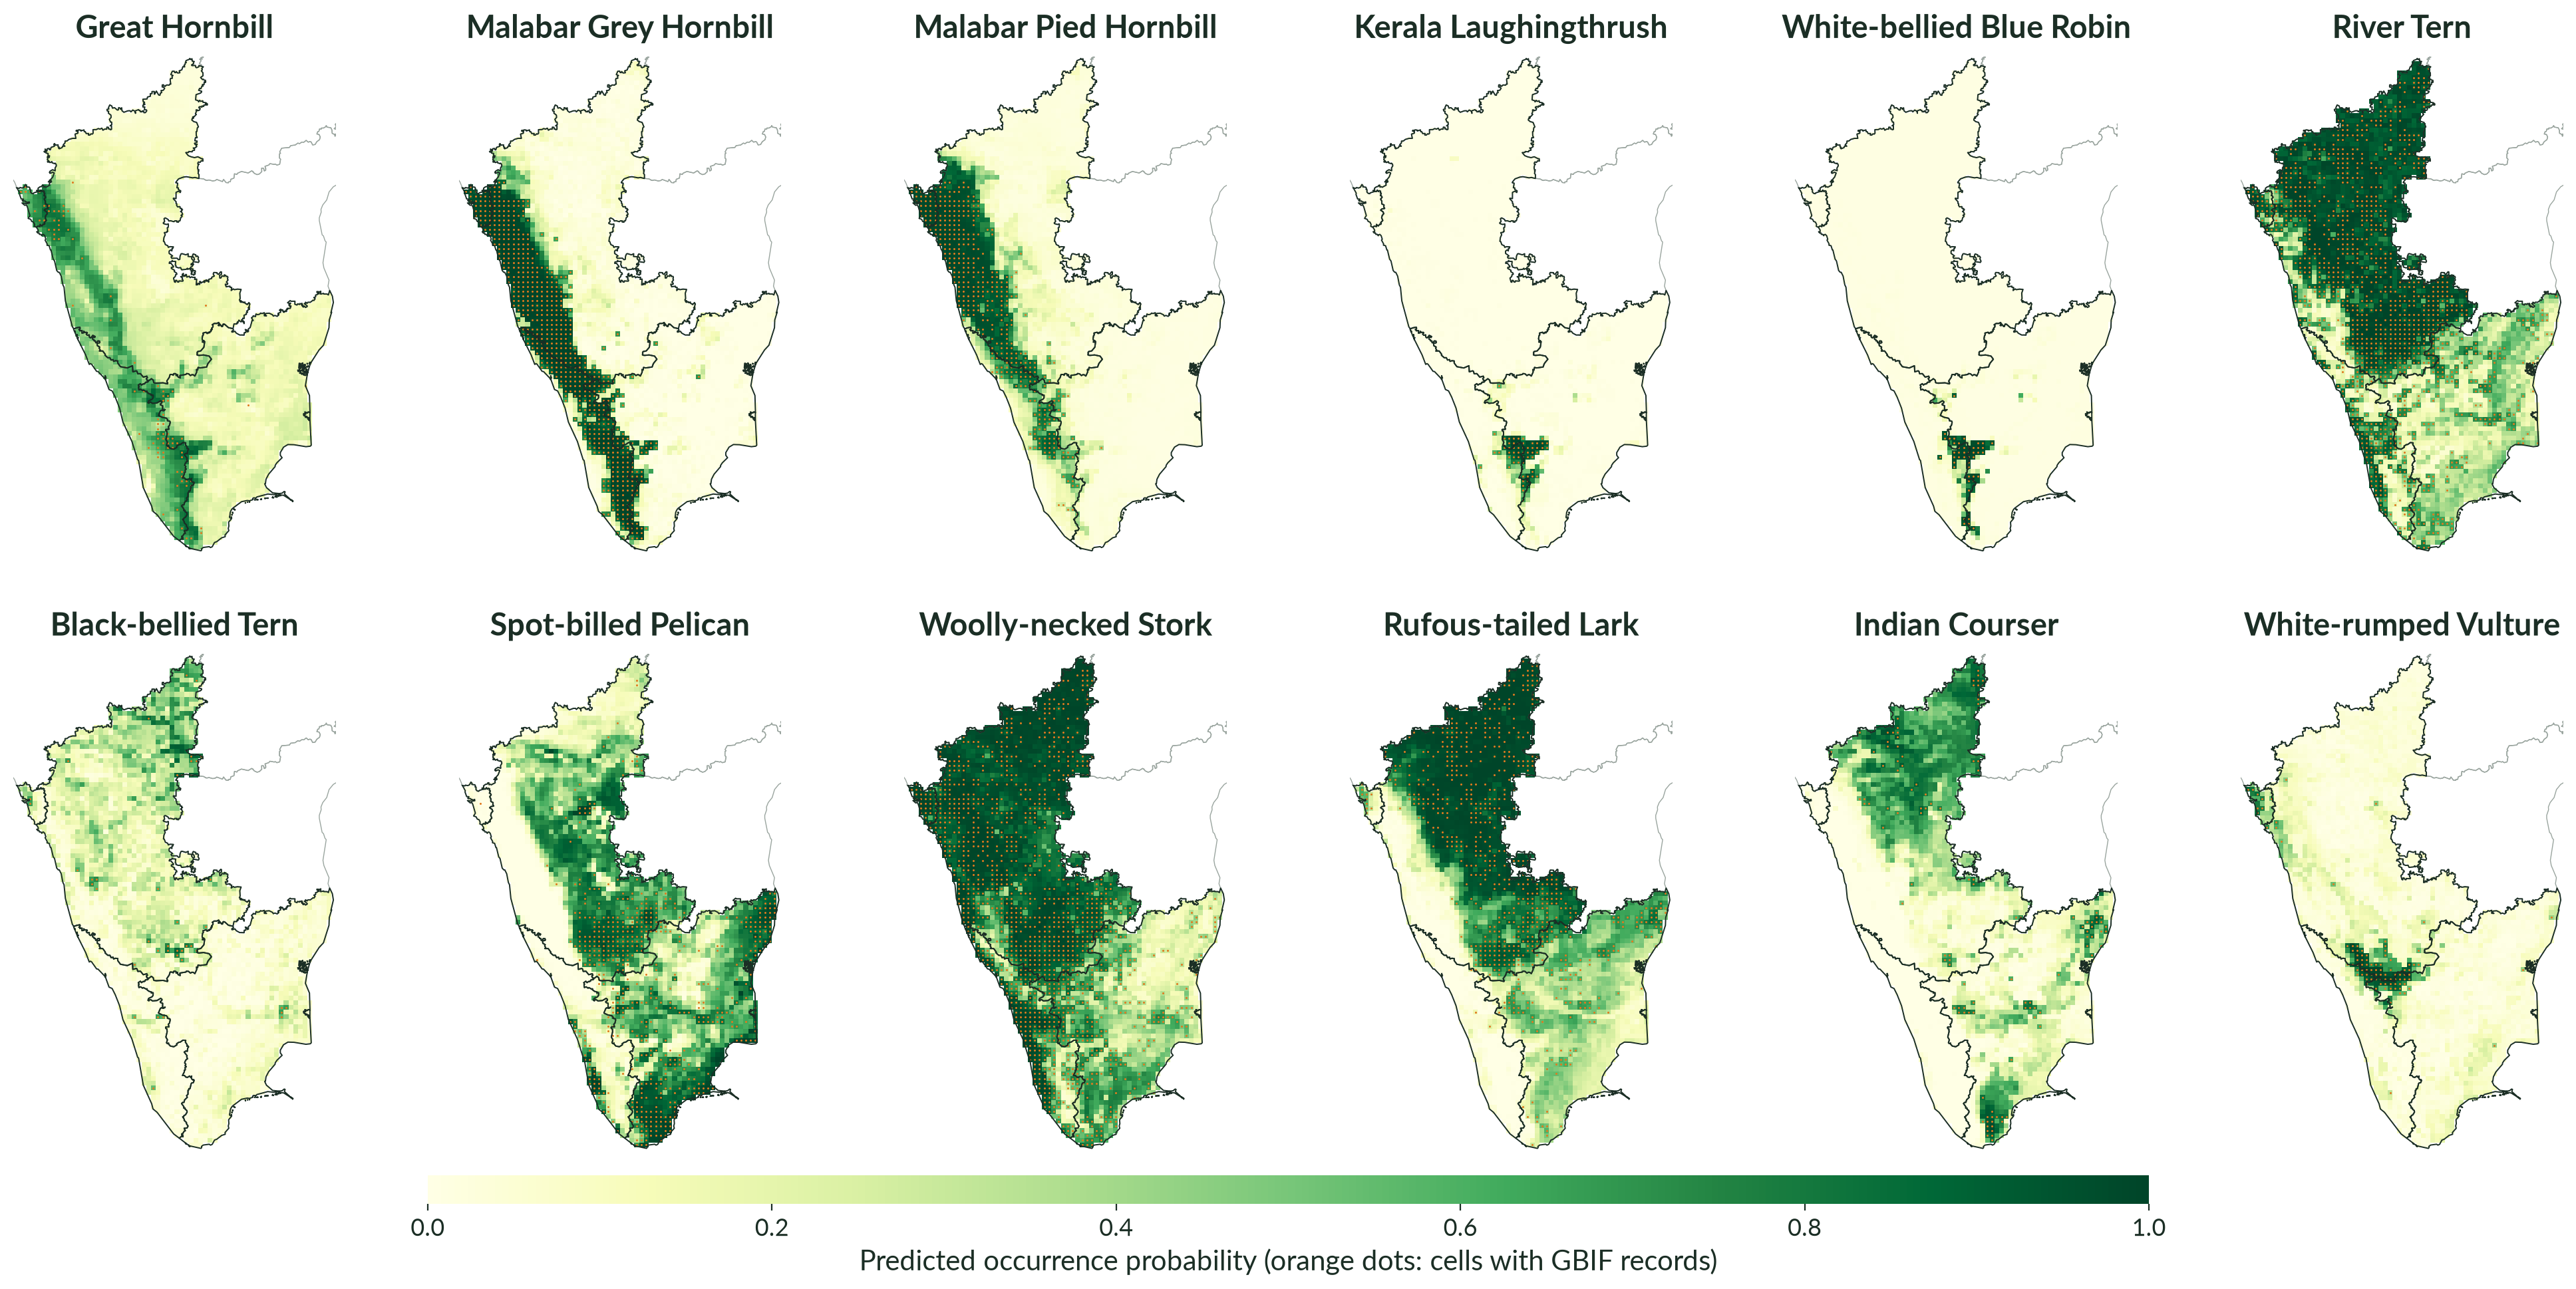 Great Hornbill
Malabar Grey Hornbill
Malabar Pied Hornbill
Kerala Laughingthrush
White-bellied Blue Robin
River Tern
Black-bellied Tern
Spot-billed Pelican
Woolly-necked Stork
Rufous-tailed Lark
Indian Courser
White-rumped Vulture
0.0
0.2
0.4
0.6
0.8
1.0
Predicted occurrence probability (orange dots: cells with GBIF records)